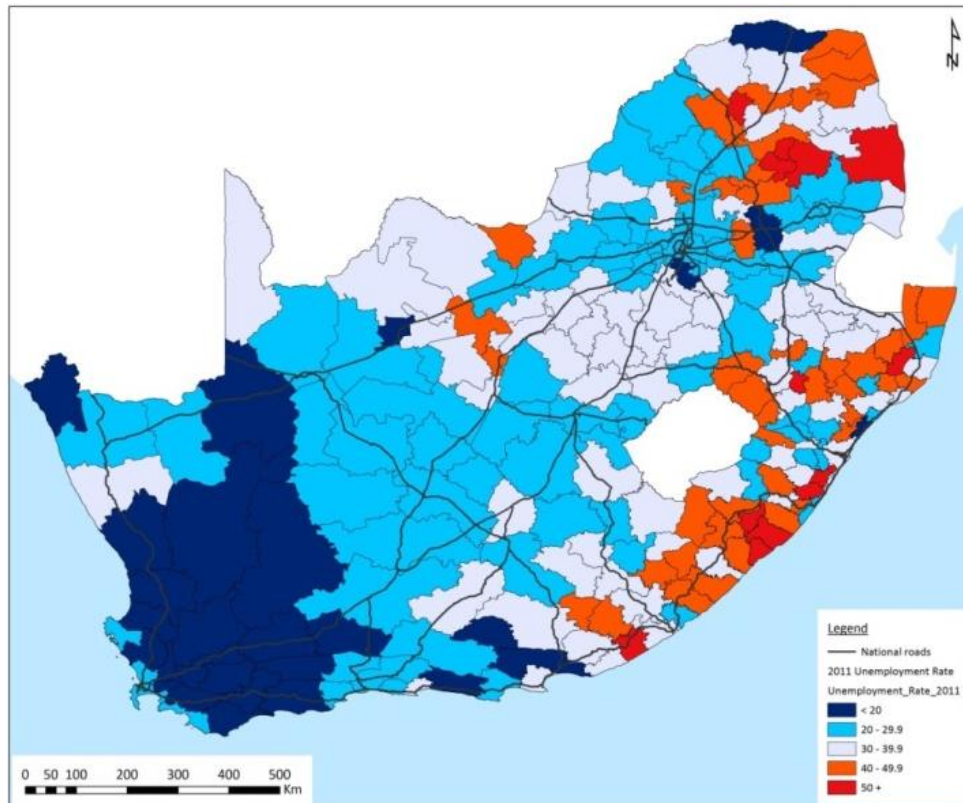 N
Legend
National roads
2011 Unemployment Rate
Unemployment_Rate_2011
< 20
20 - 29.9
30 - 39.9
40 - 49.9
50 +
0 50 100 200 300 400 500
Km